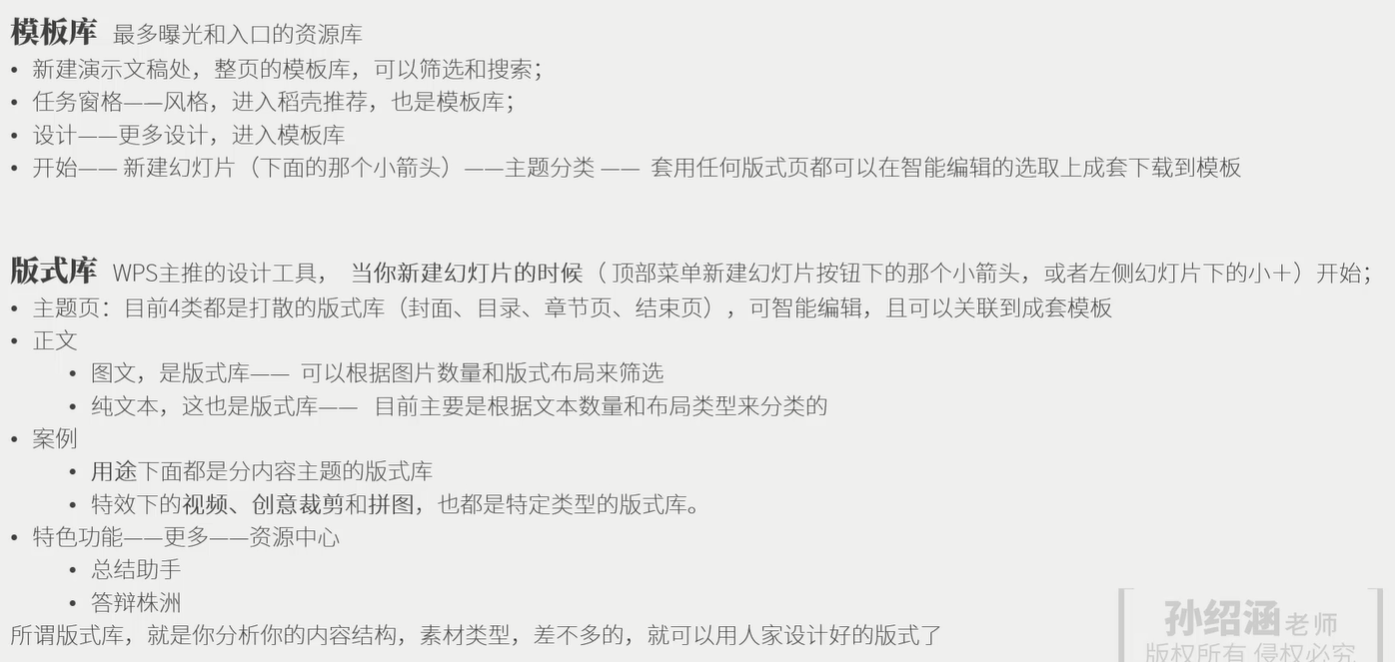 模板库 最多曝光和入口的资源库
• 新建演示文稿处，整页的模板库，可以筛选和搜索；
• 任务窗格——风格，进入稻壳推荐，也是模板库；
• 设计——更多设计，进入模板库
• 开始—— 新建幻灯片（下面的那个小箭头）——主题分类 —— 套用任何版式页都可以在智能编辑的选取上成套下载到模板
版式库 WPS主推的设计工具， 当你新建幻灯片的时候（ 顶部菜单新建幻灯片按钮下的那个小箭头，或者左侧幻灯片下的小＋）开始；
• 主题页：目前4类都是打散的版式库（封面、目录、章节页、结束页），可智能编辑，且可以关联到成套模板
• 正文
• 图文，是版式库—— 可以根据图片数量和版式布局来筛选
• 纯文本，这也是版式库—— 目前主要是根据文本数量和布局类型来分类的
• 案例
• 用途下面都是分内容主题的版式库
• 特效下的视频、创意裁剪和拼图，也都是特定类型的版式库。
• 特色功能——更多——资源中心
• 总结助手
• 答辩株洲
所谓版式库，就是你分析你的内容结构，素材类型，差不多的，就可以用人家设计好的版式了
孙绍涵老师
版权所有 侵权必究